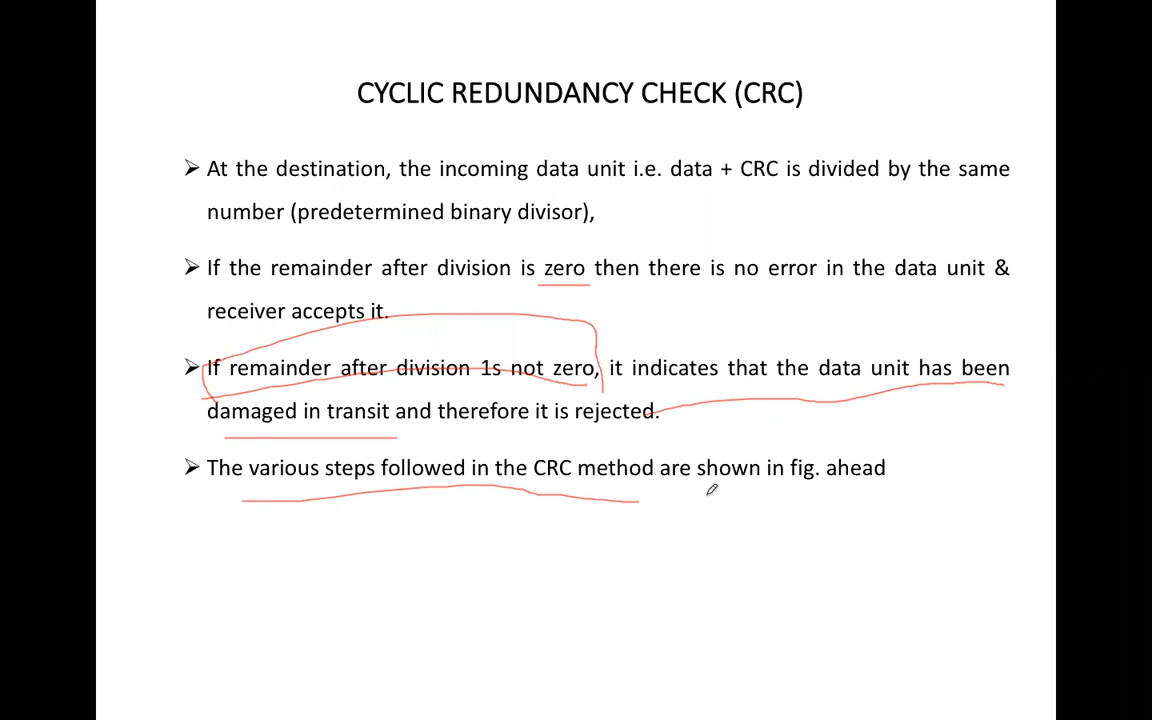 CYCLIC REDUNDANCY CHECK (CRC)
➢ At the destination, the incoming data unit i.e. data + CRC is divided by the same
number (predetermined binary divisor),
➢ If the remainder after division is zero then there is no error in the data unit &
receiver accepts it.
➢ If remainder after division 1s not zero, it indicates that the data unit has been
damaged in transit and therefore it is rejected.
➢ The various steps followed in the CRC method are shown in fig. ahead